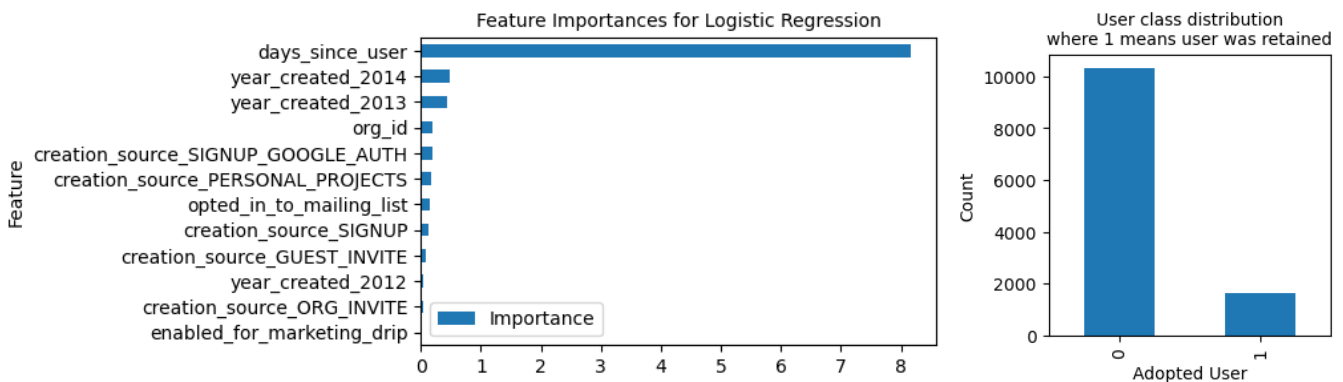 Feature Importances for Logistic Regression
Feature
days_since_user
year_created_2014
year_created_2013
org_id
creation_source_SIGNUP_GOOGLE_AUTH
creation_source_PERSONAL_PROJECTS
opted_in_to_mailing_list
creation_source_SIGNUP
creation_source_GUEST_INVITE
year_created_2012
creation_source_ORG_INVITE
enabled_for_marketing_drip
Importance
0 1 2 3 4 5 6 7 8
User class distribution
where 1 means user was retained
Count
10000
8000
6000
4000
2000
0
0 1
Adopted User